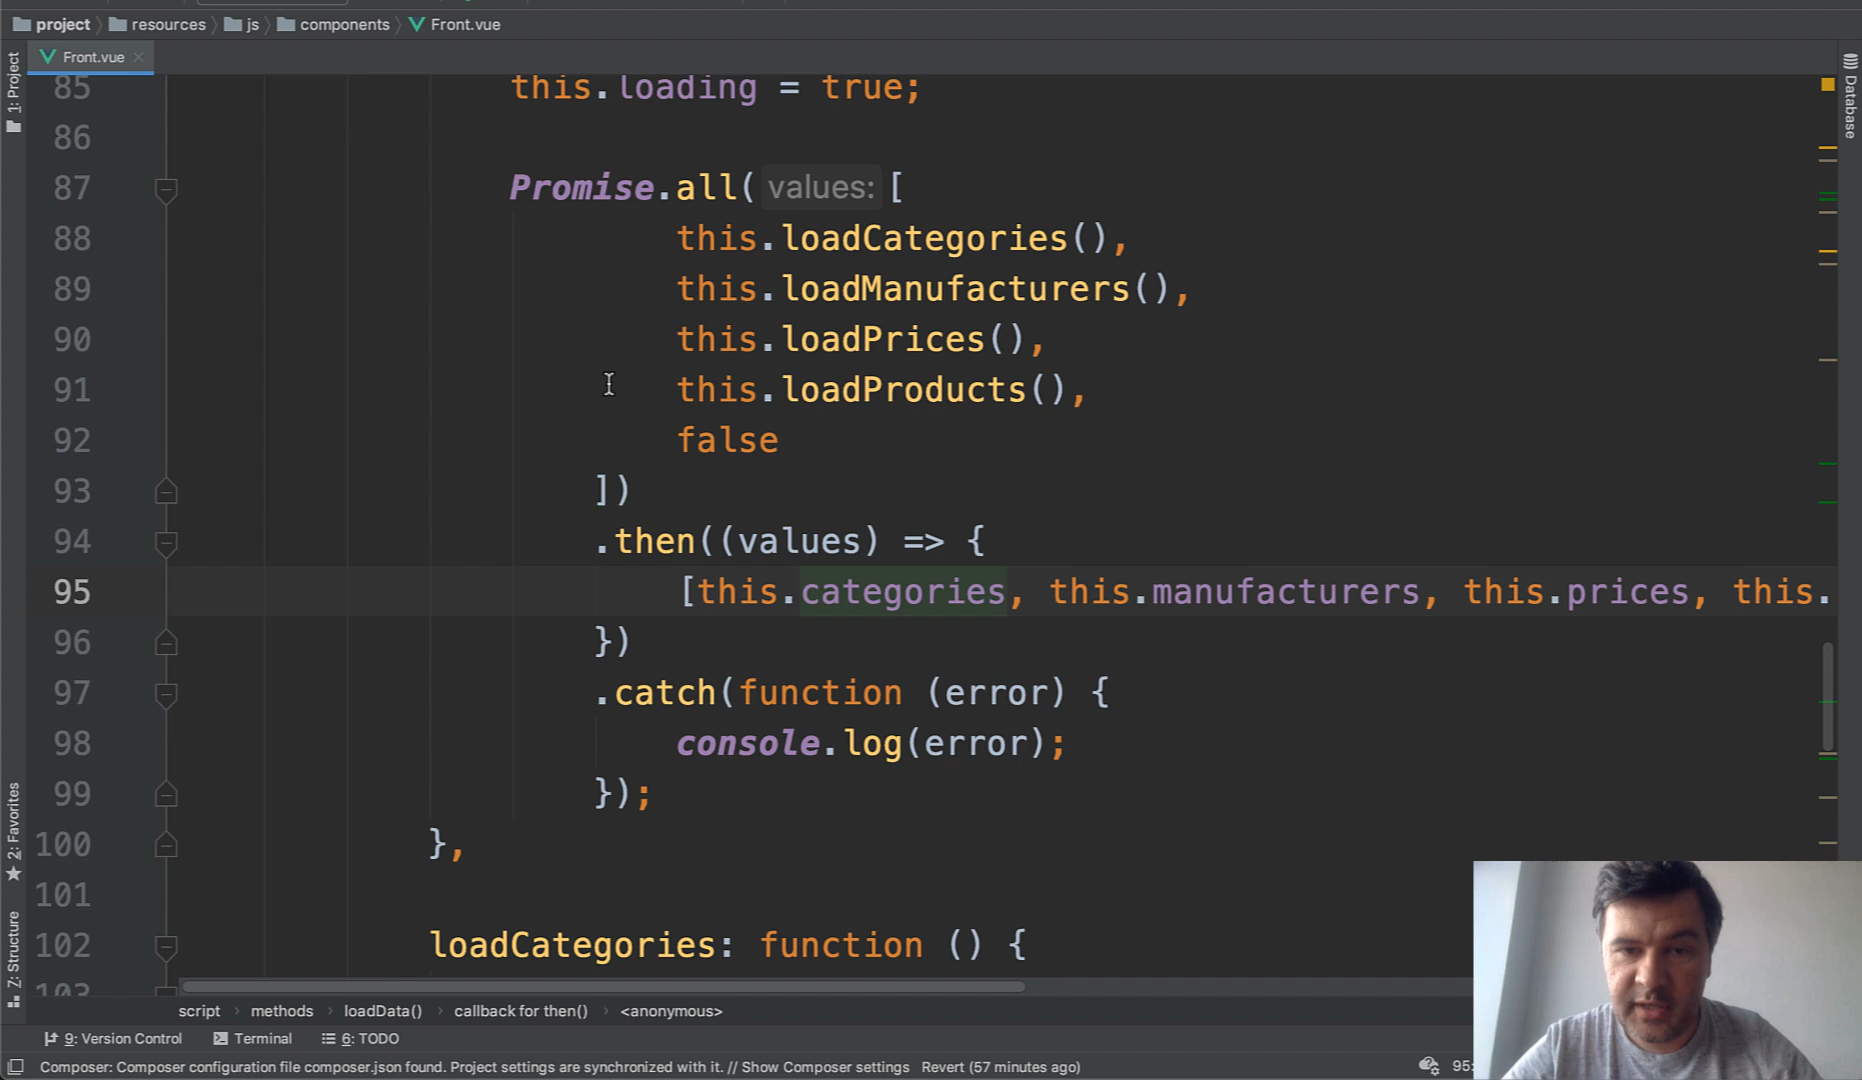 project resources js components Front.vue
Front.vue
1: Project
Database
85 this.loading = true;
86
87 Promise.all( values: [
88 this.loadCategories(),
89 this.loadManufacturers(),
90 this.loadPrices(),
91 this.loadProducts(),
92 false
93 ])
94 .then((values) => {
95 [this.categories, this.manufacturers, this.prices, this.
96 })
97 .catch(function (error) {
98 console.log(error);
99 });
100 },
101
102 loadCategories: function () {
103
2: Favorites
Z: Structure
script methods loadData() callback for then() <anonymous>
9: Version Control Terminal 6: TODO
Composer: Composer configuration file composer.json found. Project settings are synchronized with it. // Show Composer settings Revert (57 minutes ago) 95: